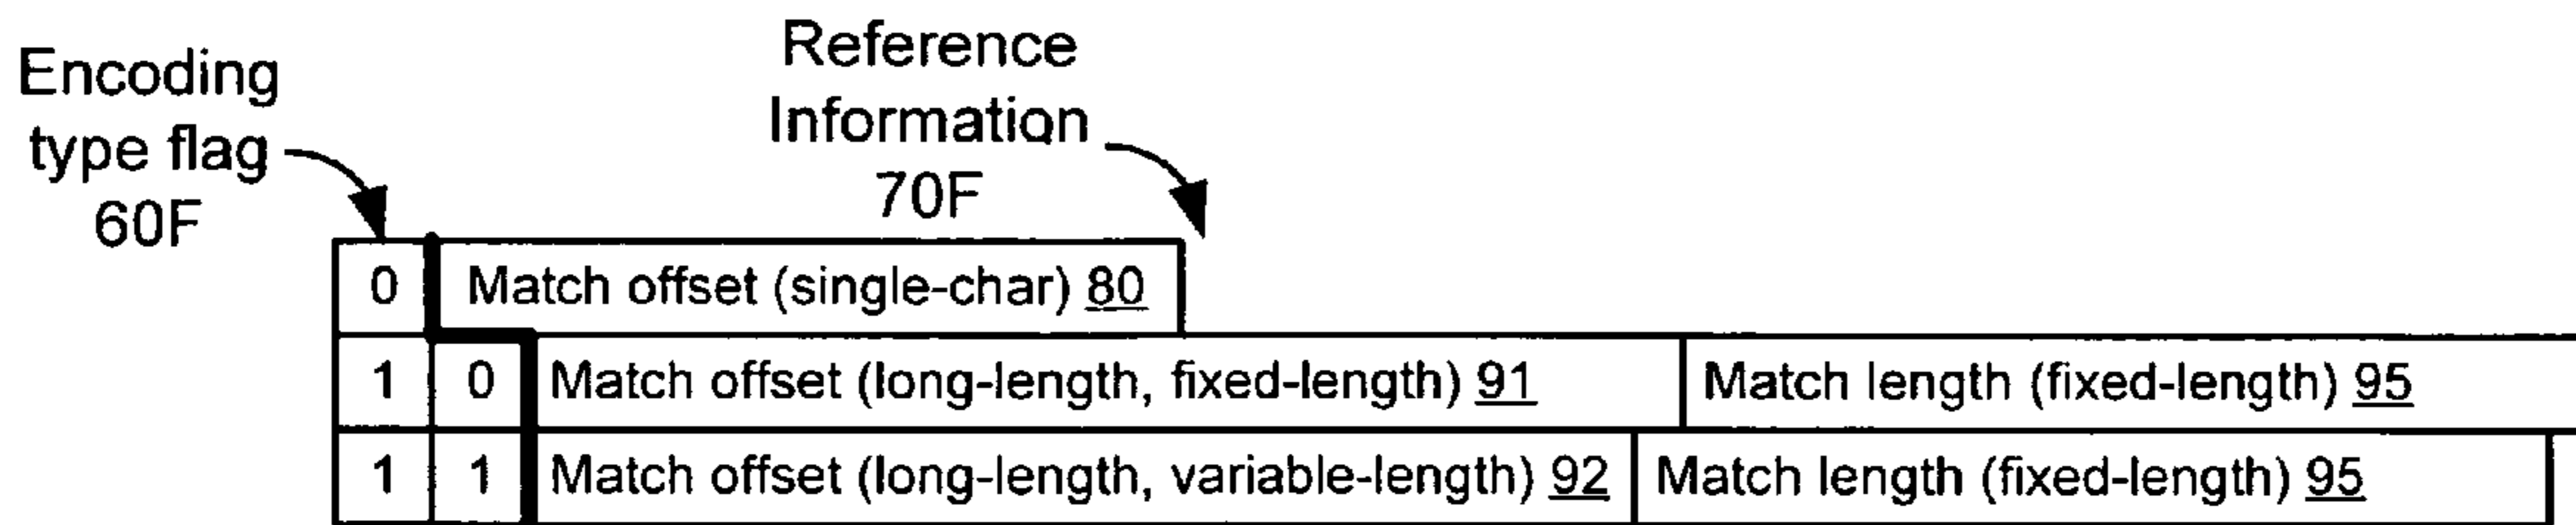 Encoding
type flag
60F
Reference
Information
70F
0 Match offset (single-char) 80
1 0 Match offset (long-length, fixed-length) 91 Match length (fixed-length) 95
1 1 Match offset (long-length, variable-length) 92 Match length (fixed-length) 95